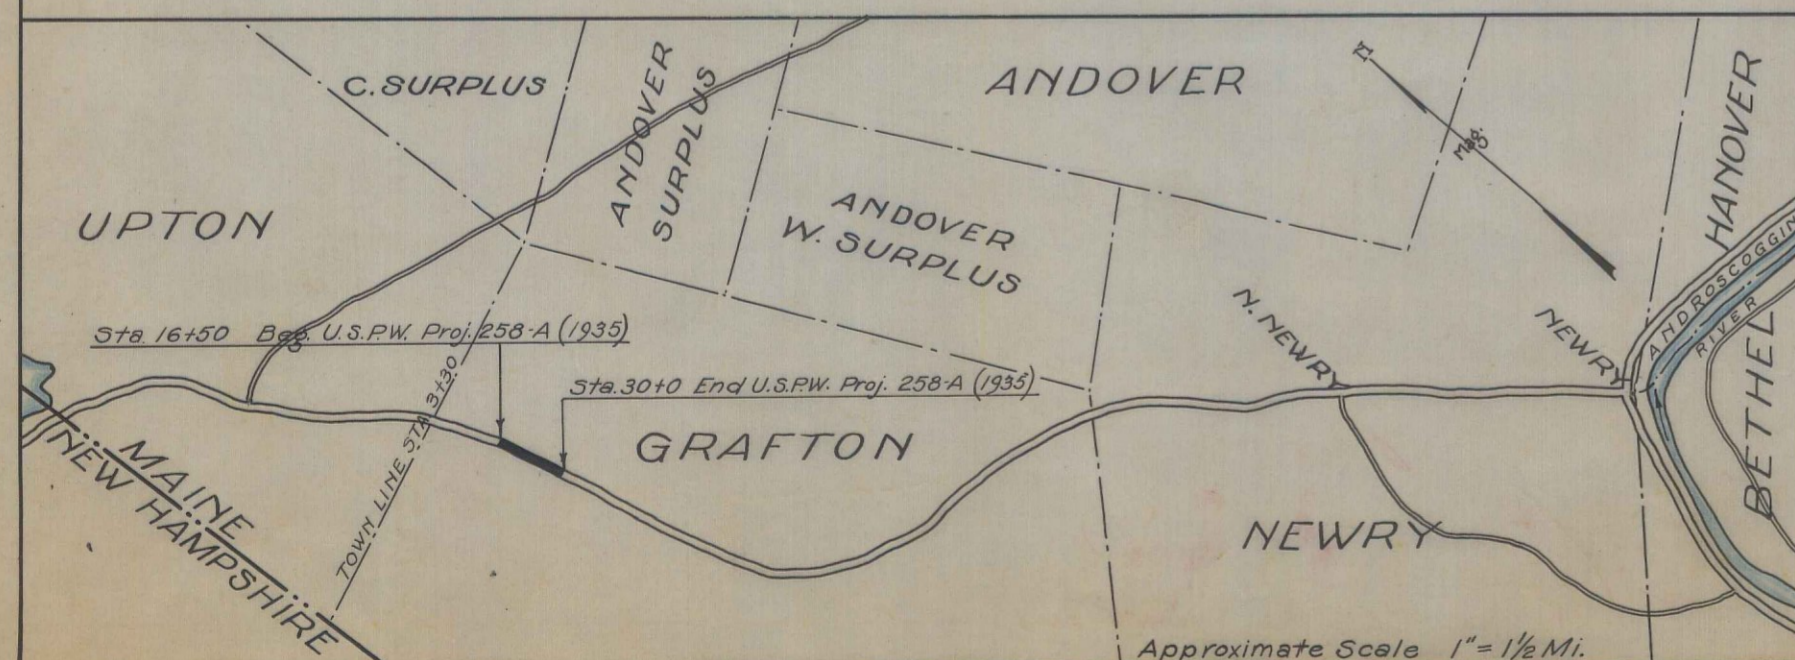 C. SURPLUS
ANDOVER
SURPLUS
ANDOVER
N
Mag.
HANOVER
UPTON
ANDOVER
W. SURPLUS
ANDROSCOGGIN
RIVER
N. NEWRY
NEWRY
Sta. 16+50 Beg. U.S.P.W. Proj. 258-A (1935)
Sta. 30+0 End U.S.P.W. Proj. 258-A (1935)
TOWN LINE STA 3+30
GRAFTON
BETHEL
MAINE
NEW HAMPSHIRE
NEWRY
Approximate Scale 1" = 1½ Mi.